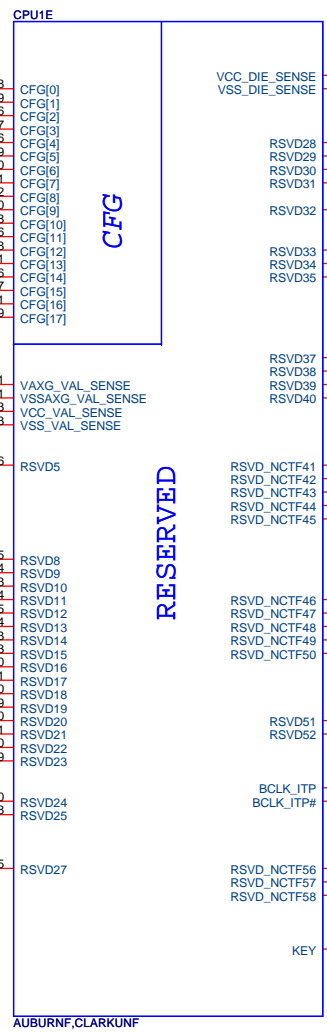 CPU1E
CFG[0]
CFG[1]
CFG[2]
CFG[3]
CFG[4]
CFG[5]
CFG[6]
CFG[7]
CFG[8]
CFG[9]
CFG[10]
CFG[11]
CFG[12]
CFG[13]
CFG[14]
CFG[15]
CFG[16]
CFG[17]
CFG
VAXG_VAL_SENSE
VSSAXG_VAL_SENSE
VCC_VAL_SENSE
VSS_VAL_SENSE
RSVD5
RSVD8
RSVD9
RSVD10
RSVD11
RSVD12
RSVD13
RSVD14
RSVD15
RSVD16
RSVD17
RSVD18
RSVD19
RSVD20
RSVD21
RSVD22
RSVD23
RSVD24
RSVD25
RSVD27
RESERVED
VCC_DIE_SENSE
VSS_DIE_SENSE
RSVD28
RSVD29
RSVD30
RSVD31
RSVD32
RSVD33
RSVD34
RSVD35
RSVD37
RSVD38
RSVD39
RSVD40
RSVD_NCTF41
RSVD_NCTF42
RSVD_NCTF43
RSVD_NCTF44
RSVD_NCTF45
RSVD_NCTF46
RSVD_NCTF47
RSVD_NCTF48
RSVD_NCTF49
RSVD_NCTF50
RSVD51
RSVD52
BCLK_ITP
BCLK_ITP#
RSVD_NCTF56
RSVD_NCTF57
RSVD_NCTF58
KEY
AUBURNF,CLARKUNF